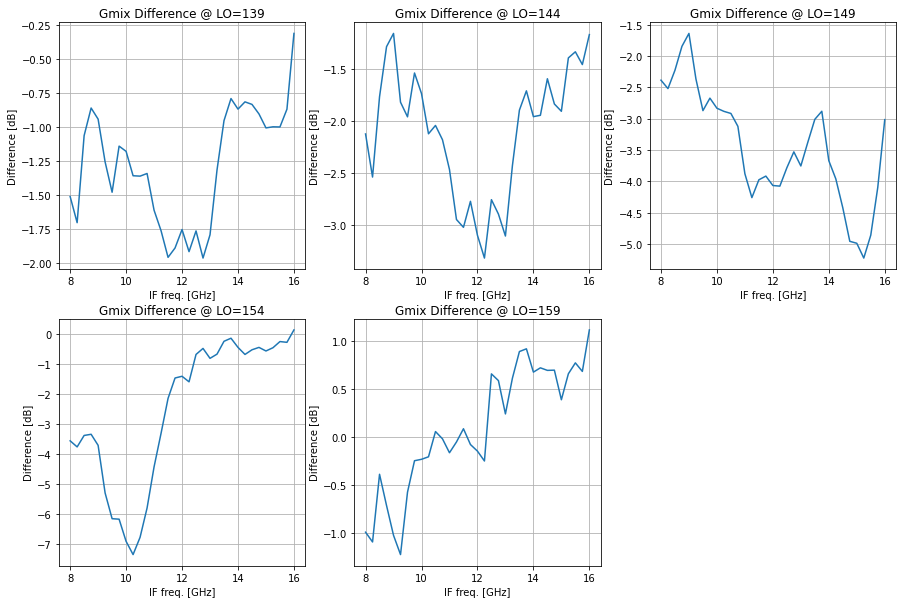 Gmix Difference @ LO=139
Difference [dB]
−0.25
−0.50
−0.75
−1.00
−1.25
−1.50
−1.75
−2.00
8 10 12 14 16
IF freq. [GHz]
Gmix Difference @ LO=144
Difference [dB]
−1.5
−2.0
−2.5
−3.0
8 10 12 14 16
IF freq. [GHz]
Gmix Difference @ LO=149
Difference [dB]
−1.5
−2.0
−2.5
−3.0
−3.5
−4.0
−4.5
−5.0
8 10 12 14 16
IF freq. [GHz]
Gmix Difference @ LO=154
Difference [dB]
0
−1
−2
−3
−4
−5
−6
−7
8 10 12 14 16
IF freq. [GHz]
Gmix Difference @ LO=159
Difference [dB]
1.0
0.5
0.0
−0.5
−1.0
8 10 12 14 16
IF freq. [GHz]